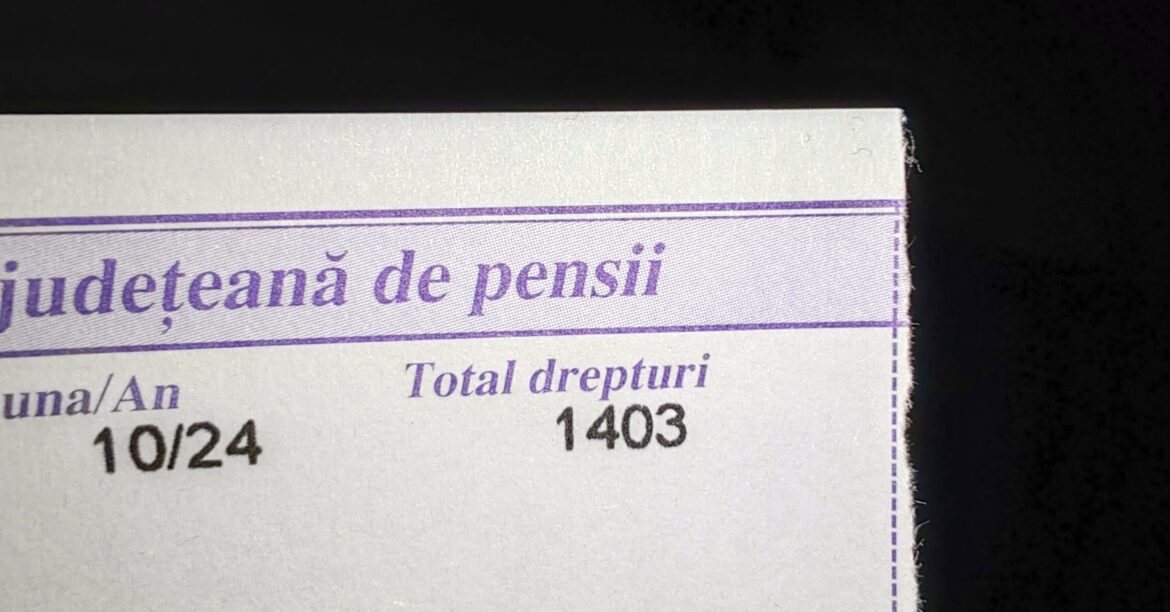 județeană de pensii
una/An Total drepturi
10/24 1403